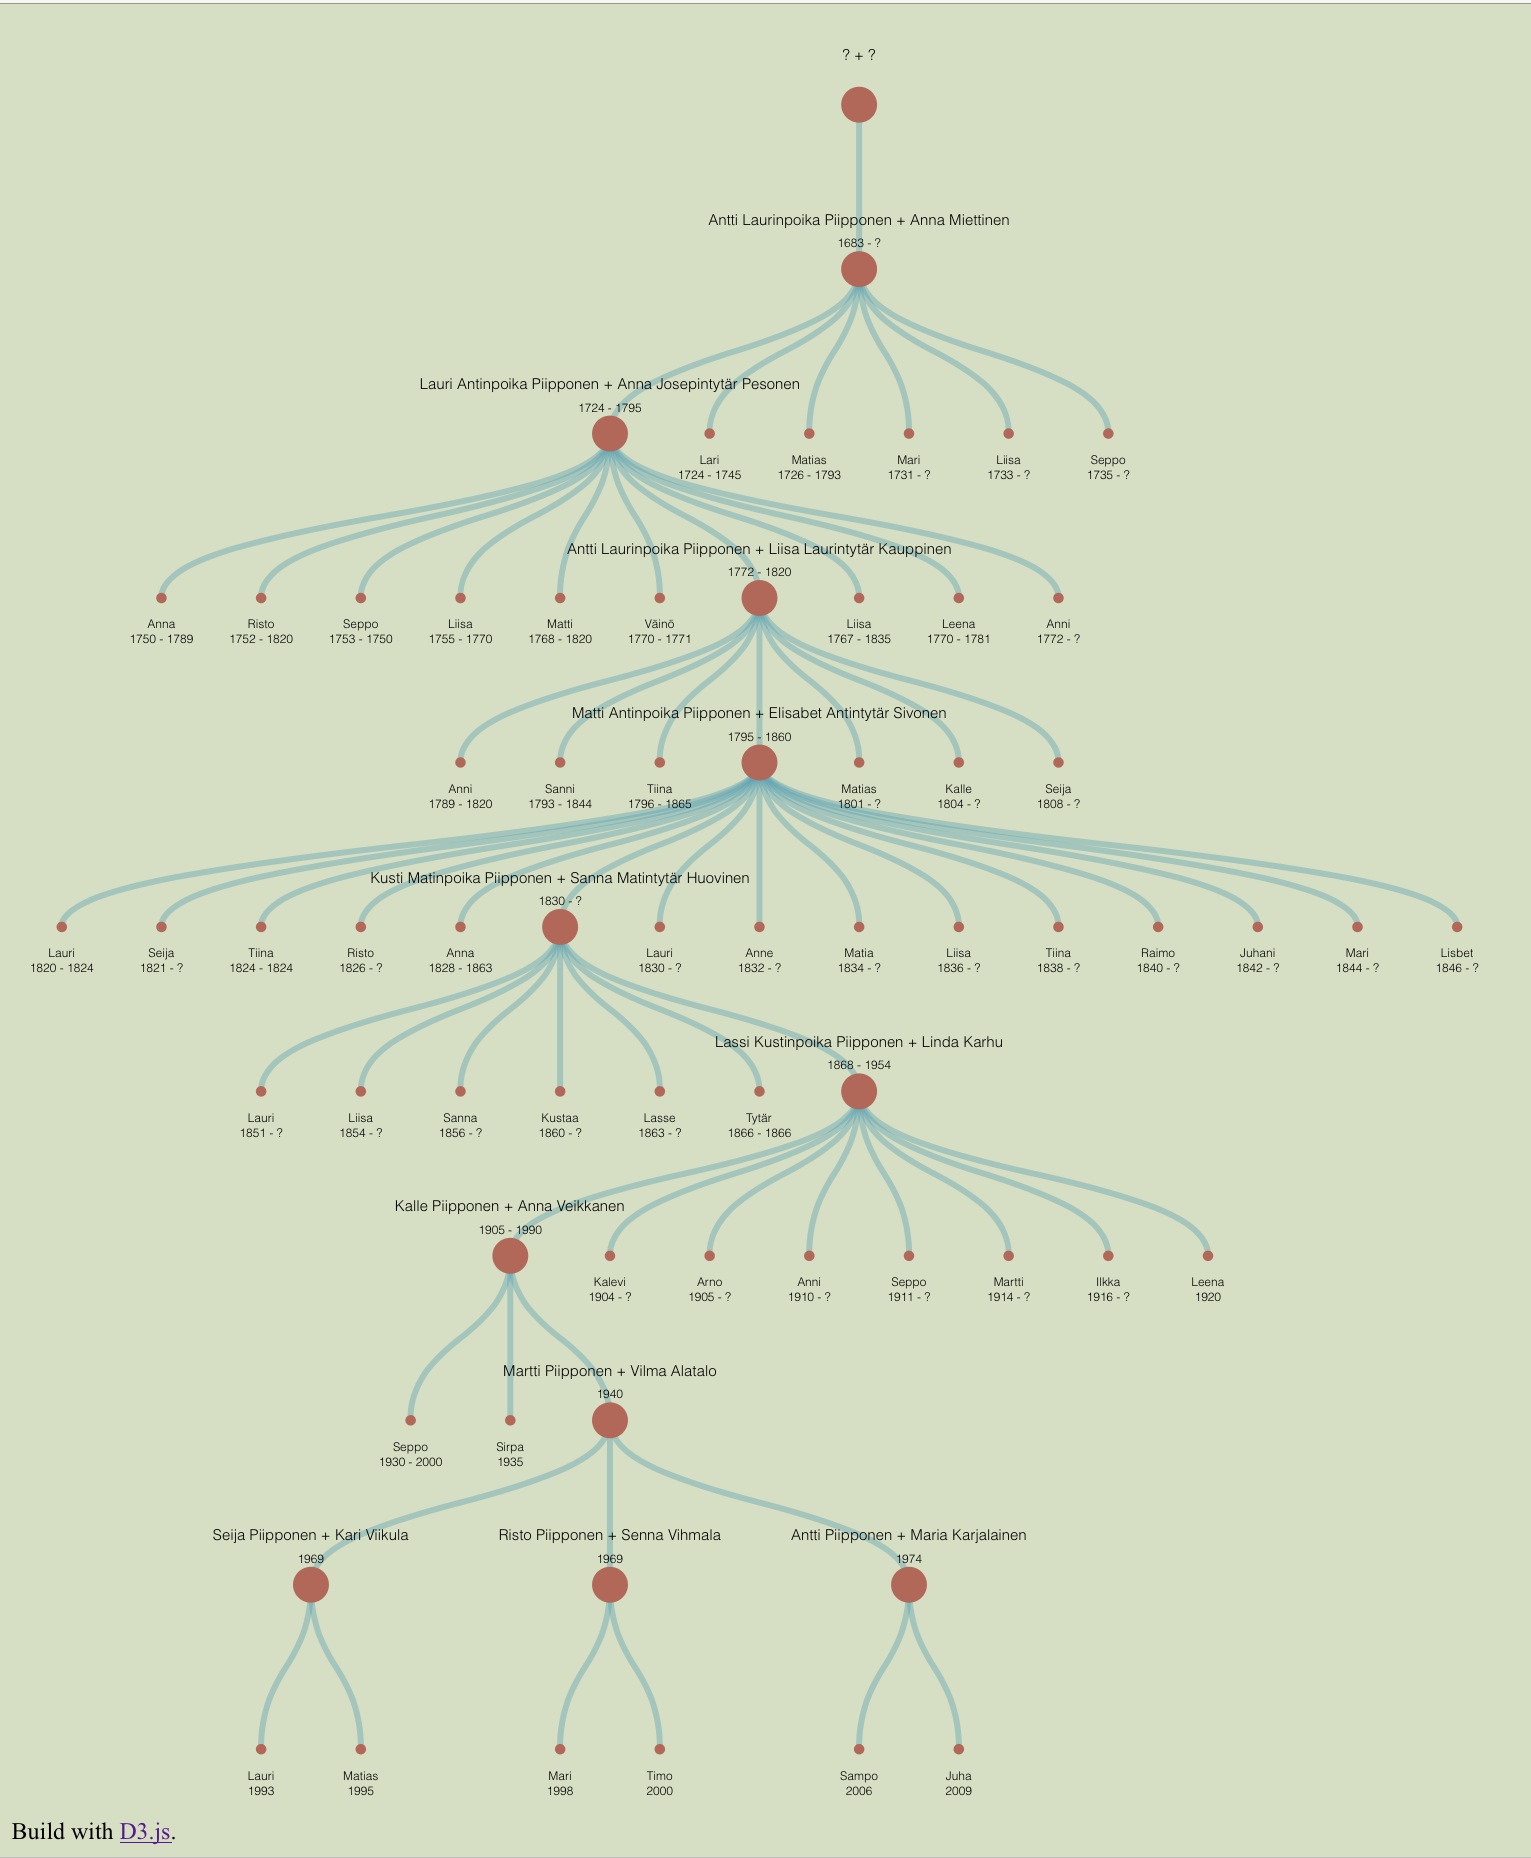 ? + ?
Antti Laurinpoika Piipponen + Anna Miettinen
1683 - ?
Lauri Antinpoika Piipponen + Anna Josepintytär Pesonen
1724 - 1795
Lari
1724 - 1745
Matias
1726 - 1793
Mari
1731 - ?
Liisa
1733 - ?
Seppo
1735 - ?
Antti Laurinpoika Piipponen + Liisa Laurintytär Kauppinen
1772 - 1820
Anna
1750 - 1789
Risto
1752 - 1820
Seppo
1753 - 1750
Liisa
1755 - 1770
Matti
1768 - 1820
Väinö
1770 - 1771
Liisa
1767 - 1835
Leena
1770 - 1781
Anni
1772 - ?
Matti Antinpoika Piipponen + Elisabet Antintytär Sivonen
1795 - 1860
Anni
1789 - 1820
Sanni
1793 - 1844
Tiina
1796 - 1865
Matias
1801 - ?
Kalle
1804 - ?
Seija
1808 - ?
Kusti Matinpoika Piipponen + Sanna Matintytär Huovinen
1830 - ?
Lauri
1820 - 1824
Seija
1821 - ?
Tiina
1824 - 1824
Risto
1826 - ?
Anna
1828 - 1863
Lauri
1830 - ?
Anne
1832 - ?
Matia
1834 - ?
Liisa
1836 - ?
Tiina
1838 - ?
Raimo
1840 - ?
Juhani
1842 - ?
Mari
1844 - ?
Lisbet
1846 - ?
Lassi Kustinpoika Piipponen + Linda Karhu
1868 - 1954
Lauri
1851 - ?
Liisa
1854 - ?
Sanna
1856 - ?
Kustaa
1860 - ?
Lasse
1863 - ?
Tytär
1866 - 1866
Kalle Piipponen + Anna Veikkanen
1905 - 1990
Kalevi
1904 - ?
Arno
1905 - ?
Anni
1910 - ?
Seppo
1911 - ?
Martti
1914 - ?
Ilkka
1916 - ?
Leena
1920
Martti Piipponen + Vilma Alatalo
1940
Seppo
1930 - 2000
Sirpa
1935
Seija Piipponen + Kari Viikula
1969
Risto Piipponen + Senna Vihmala
1969
Antti Piipponen + Maria Karjalainen
1974
Lauri
1993
Matias
1995
Mari
1998
Timo
2000
Sampo
2006
Juha
2009
Build with D3.js.